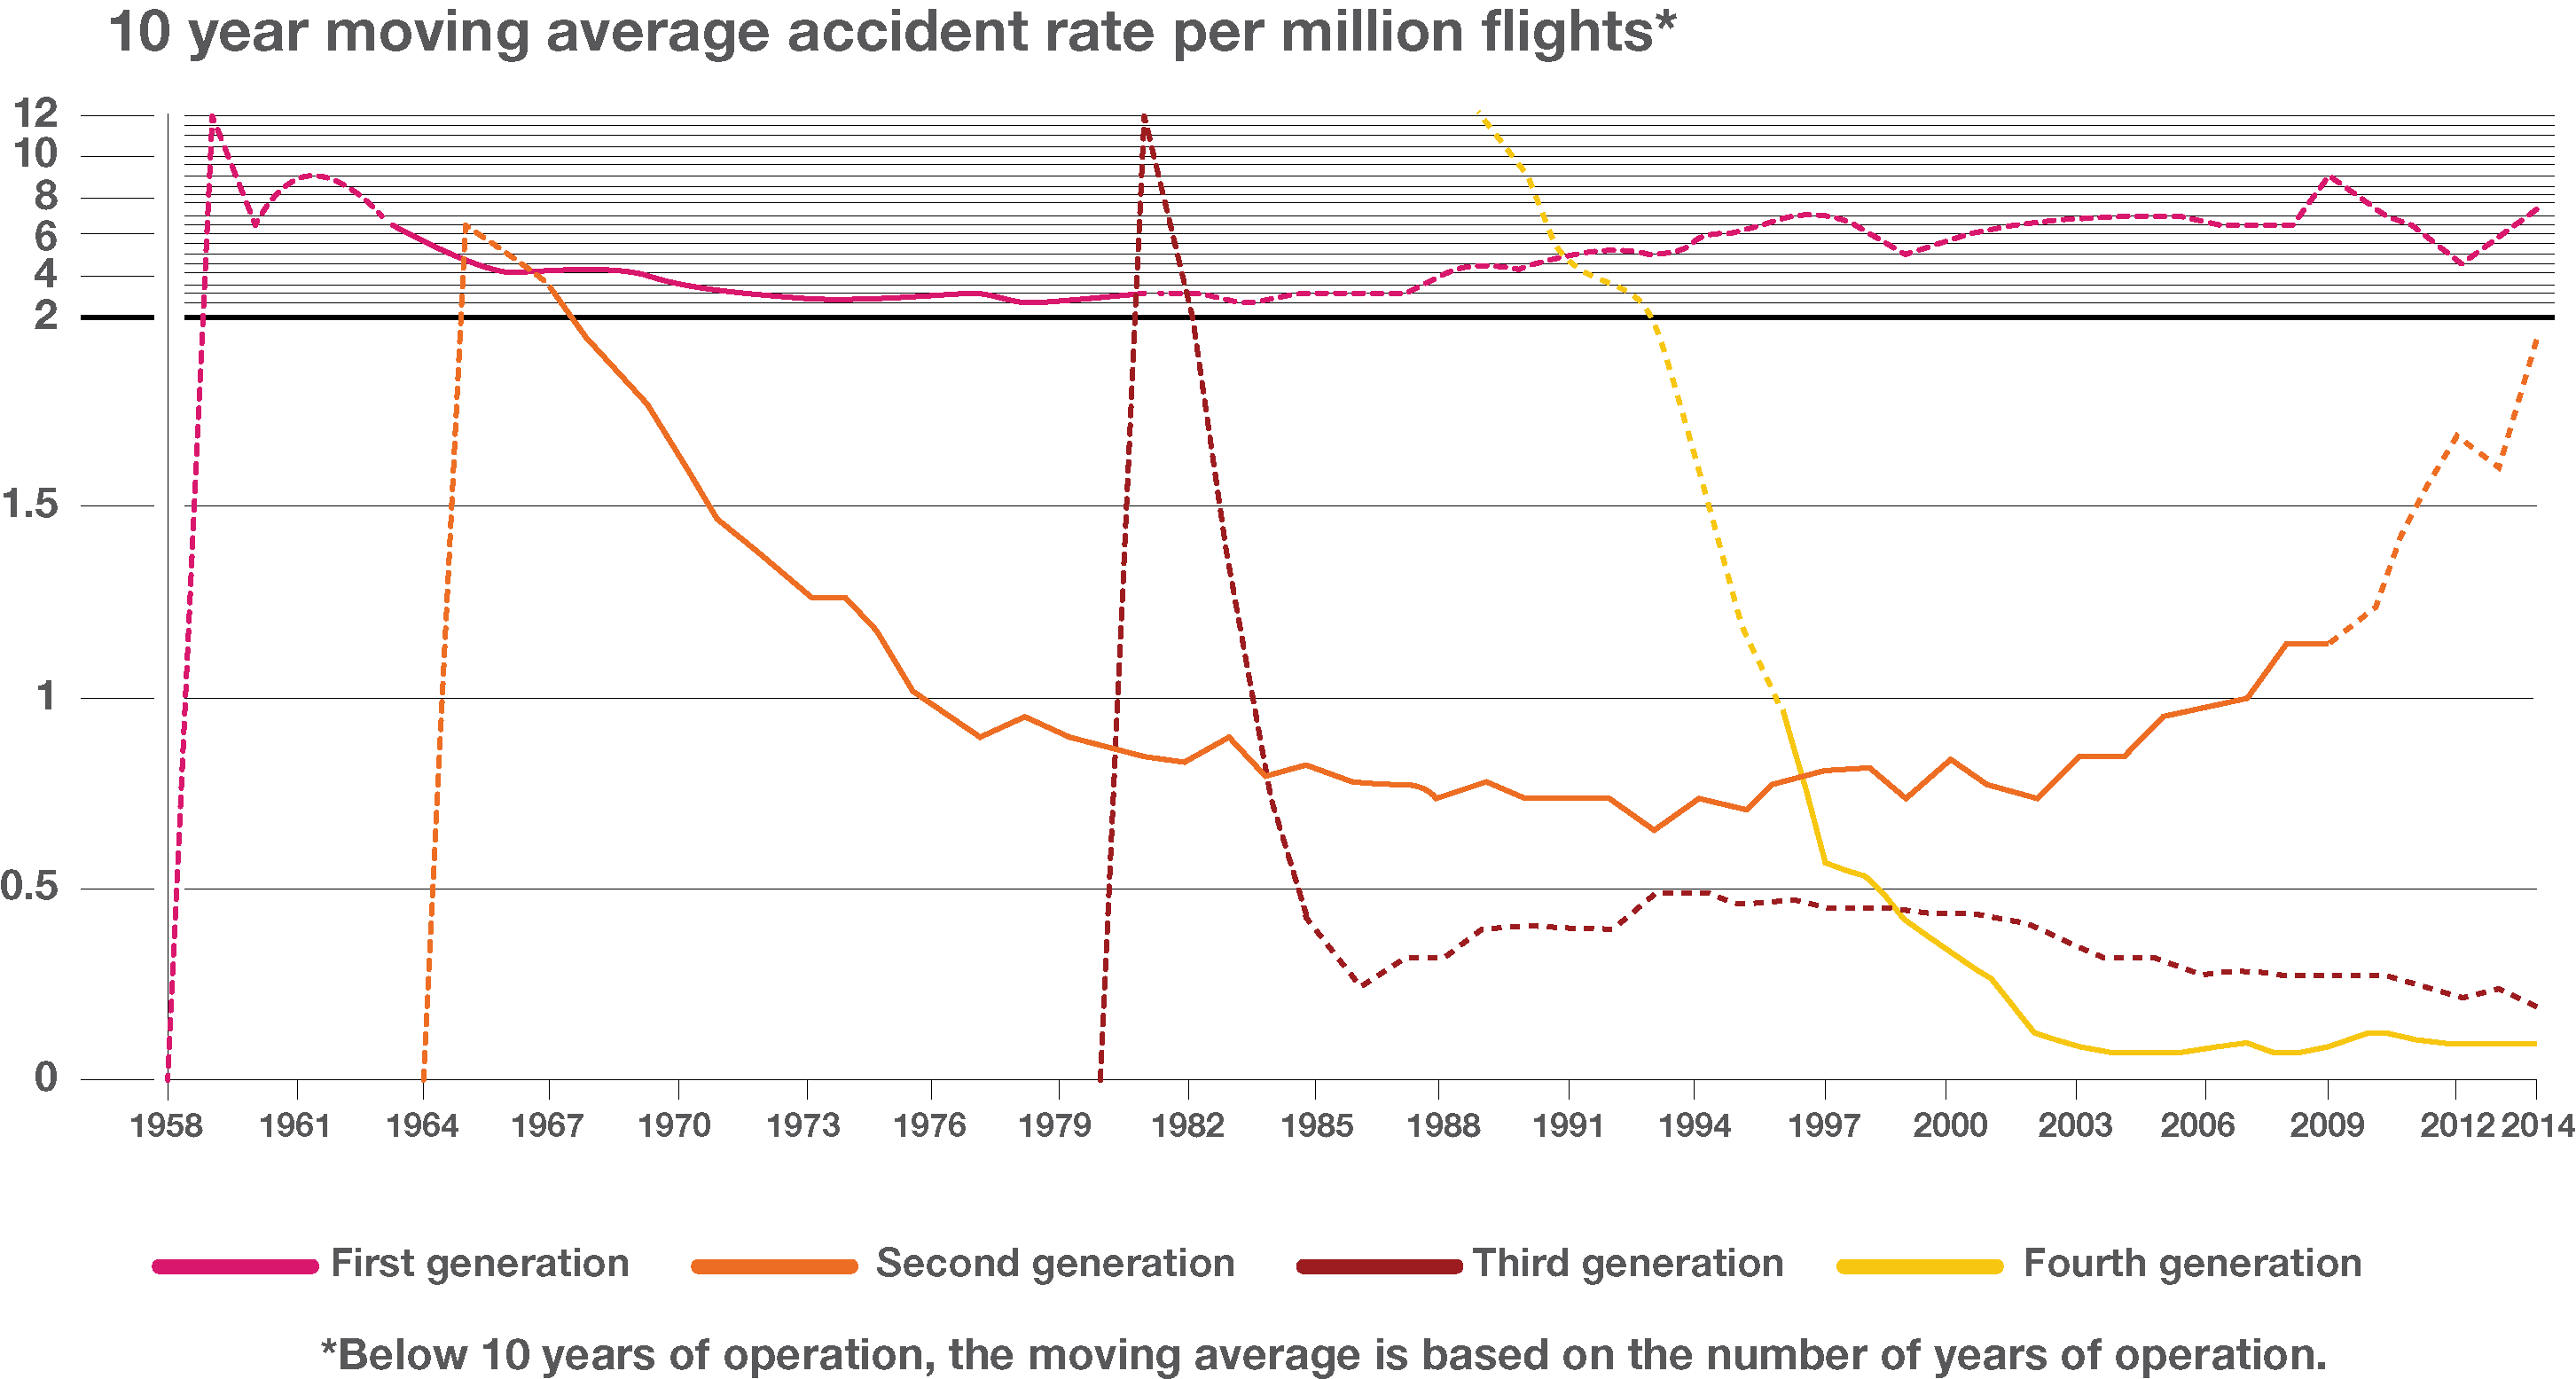 10 year moving average accident rate per million flights*
12
10
8
6
4
2
1.5
1
0.5
0
1958 1961 1964 1967 1970 1973 1976 1979 1982 1985 1988 1991 1994 1997 2000 2003 2006 2009 2012 2014
First generation Second generation Third generation Fourth generation
*Below 10 years of operation, the moving average is based on the number of years of operation.